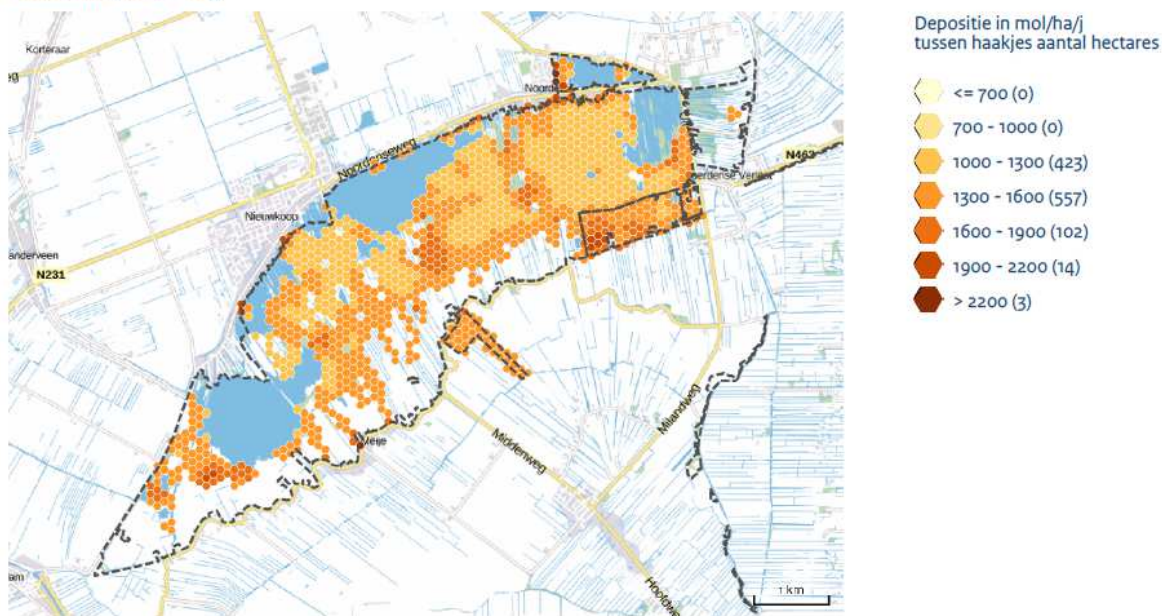 Korteraar
Noordenseweg
Nieuwkoop
N231
N463
Meije
Middenweg
Milandweg
1 km
Depositie in mol/ha/j
tussen haakjes aantal hectares
<= 700 (0)
700 - 1000 (0)
1000 - 1300 (423)
1300 - 1600 (557)
1600 - 1900 (102)
1900 - 2200 (14)
> 2200 (3)